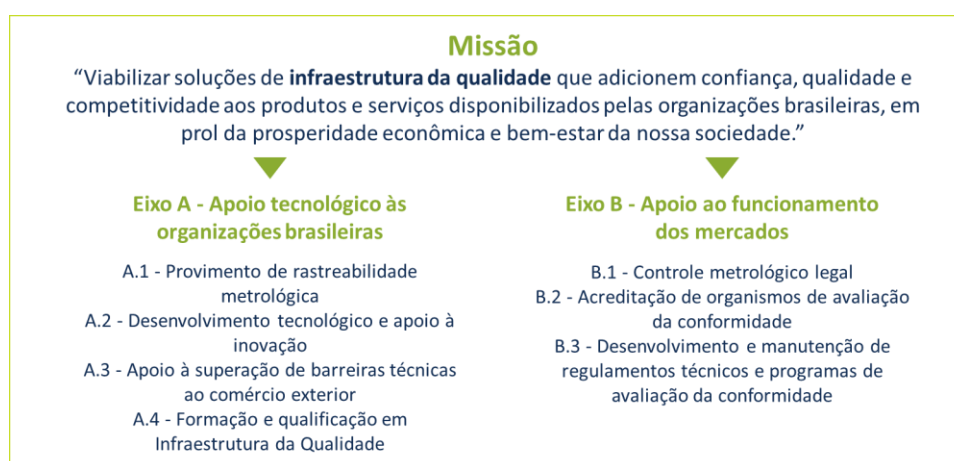 Missão
“Viabilizar soluções de infraestrutura da qualidade que adicionem confiança, qualidade e
competitividade aos produtos e serviços disponibilizados pelas organizações brasileiras, em
prol da prosperidade econômica e bem-estar da nossa sociedade.”
Eixo A - Apoio tecnológico às
organizações brasileiras
A.1 - Provimento de rastreabilidade
metrológica
A.2 - Desenvolvimento tecnológico e apoio à
inovação
A.3 - Apoio à superação de barreiras técnicas
ao comércio exterior
A.4 - Formação e qualificação em
Infraestrutura da Qualidade
Eixo B - Apoio ao funcionamento
dos mercados
B.1 - Controle metrológico legal
B.2 - Acreditação de organismos de avaliação
da conformidade
B.3 - Desenvolvimento e manutenção de
regulamentos técnicos e programas de
avaliação da conformidade